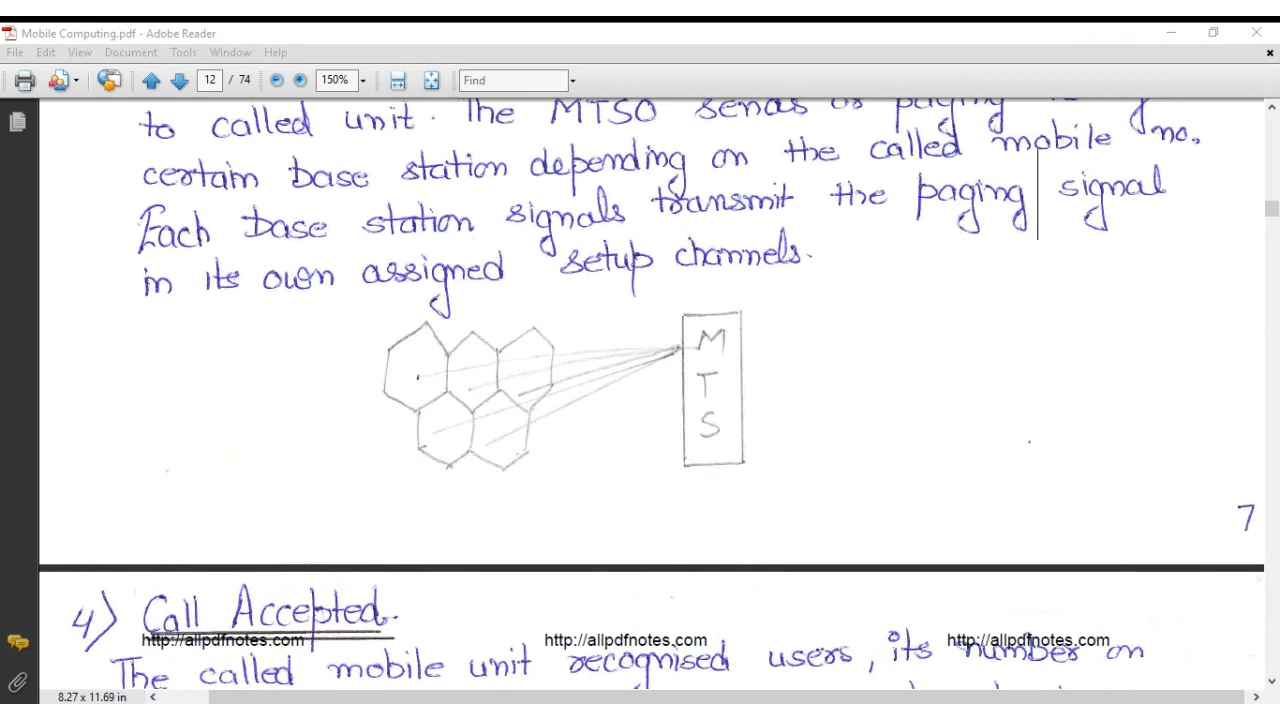 Mobile Computing.pdf - Adobe Reader
File Edit View Document Tools Window Help
12 / 74 150% Find
to called unit. The MTSO sends paging
certain base station depending on the called mobile no.
Each base station signals transmit the paging signal
in its own assigned setup channels.
M
T
S
7
4) Call Accepted.
http://allpdfnotes.com http://allpdfnotes.com http://allpdfnotes.com
The called mobile unit recognised users, its number on
8.27 x 11.69 in